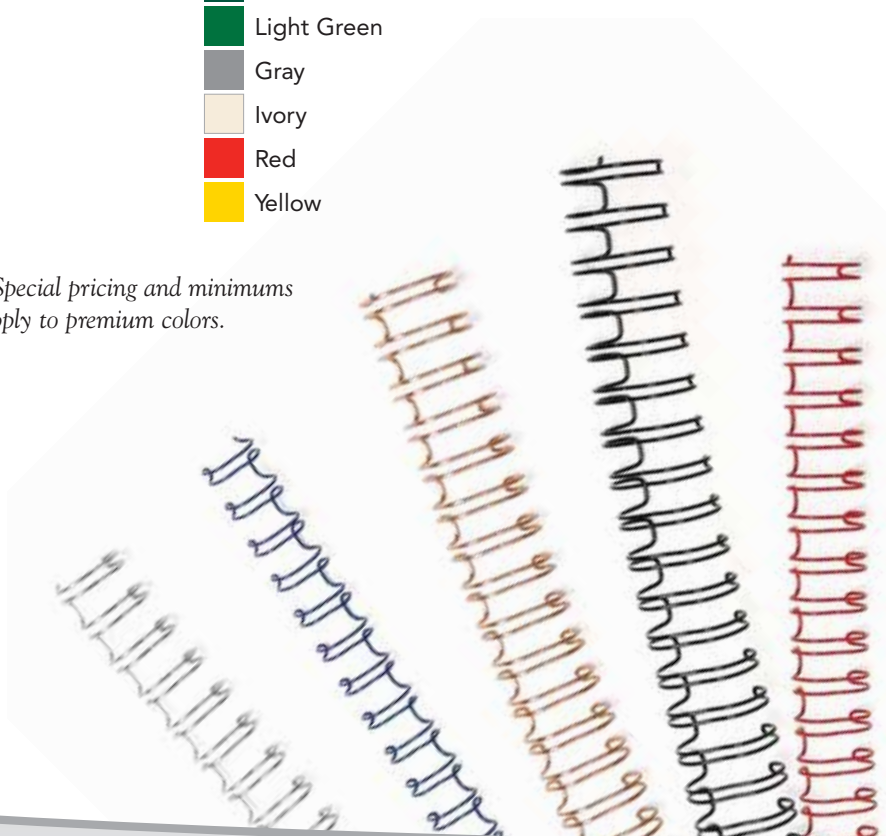 Light Green
Gray
Ivory
Red
Yellow
Special pricing and minimums
ply to premium colors.